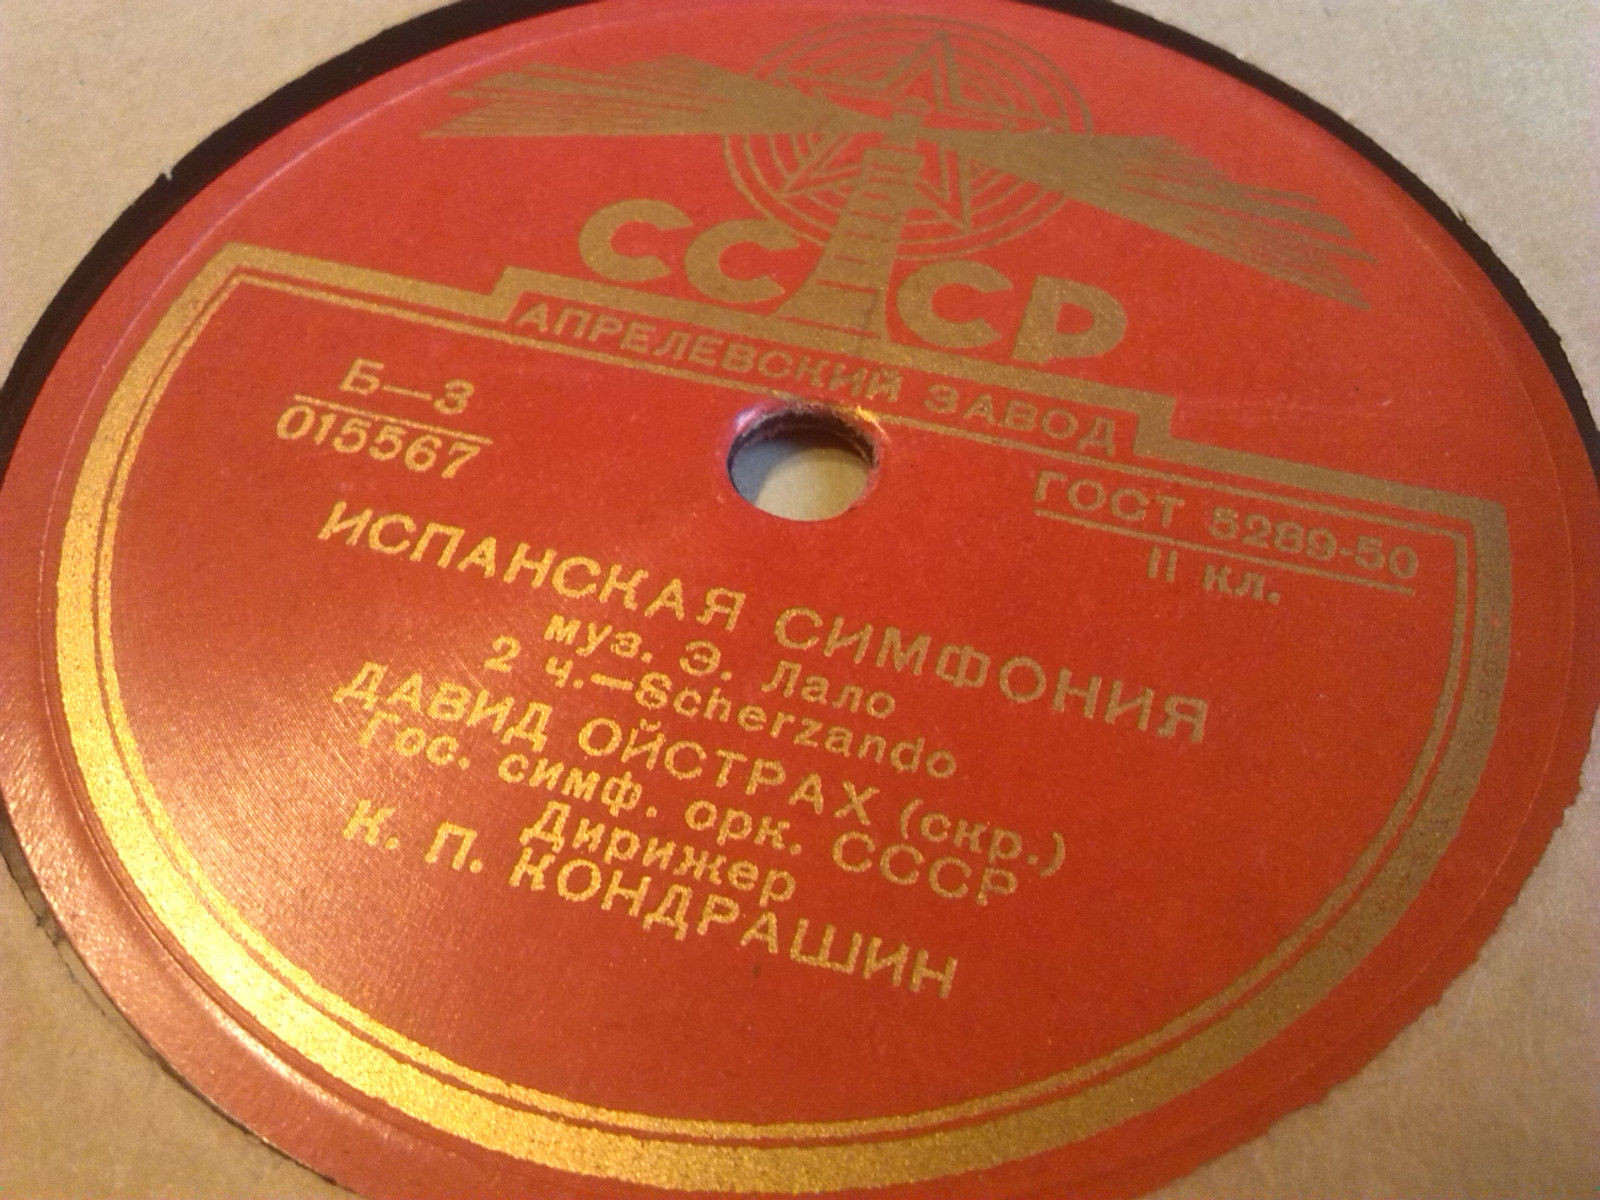 СССР
АПРЕЛЕВСКИЙ ЗАВОД
Б—3
015567
ГОСТ 5289-50
II кл.
ИСПАНСКАЯ СИМФОНИЯ
муз. Э. Лало
2 ч.—Scherzando
ДАВИД ОЙСТРАХ (скр.)
Гос. симф. орк. СССР
Дирижер
К. П. КОНДРАШИН